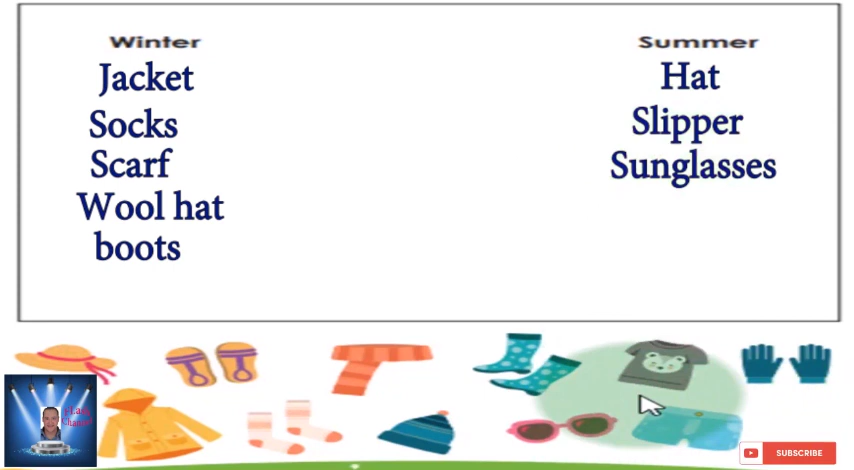 Winter
Jacket
Socks
Scarf
Wool hat
boots
Summer
Hat
Slipper
Sunglasses
SUBSCRIBE